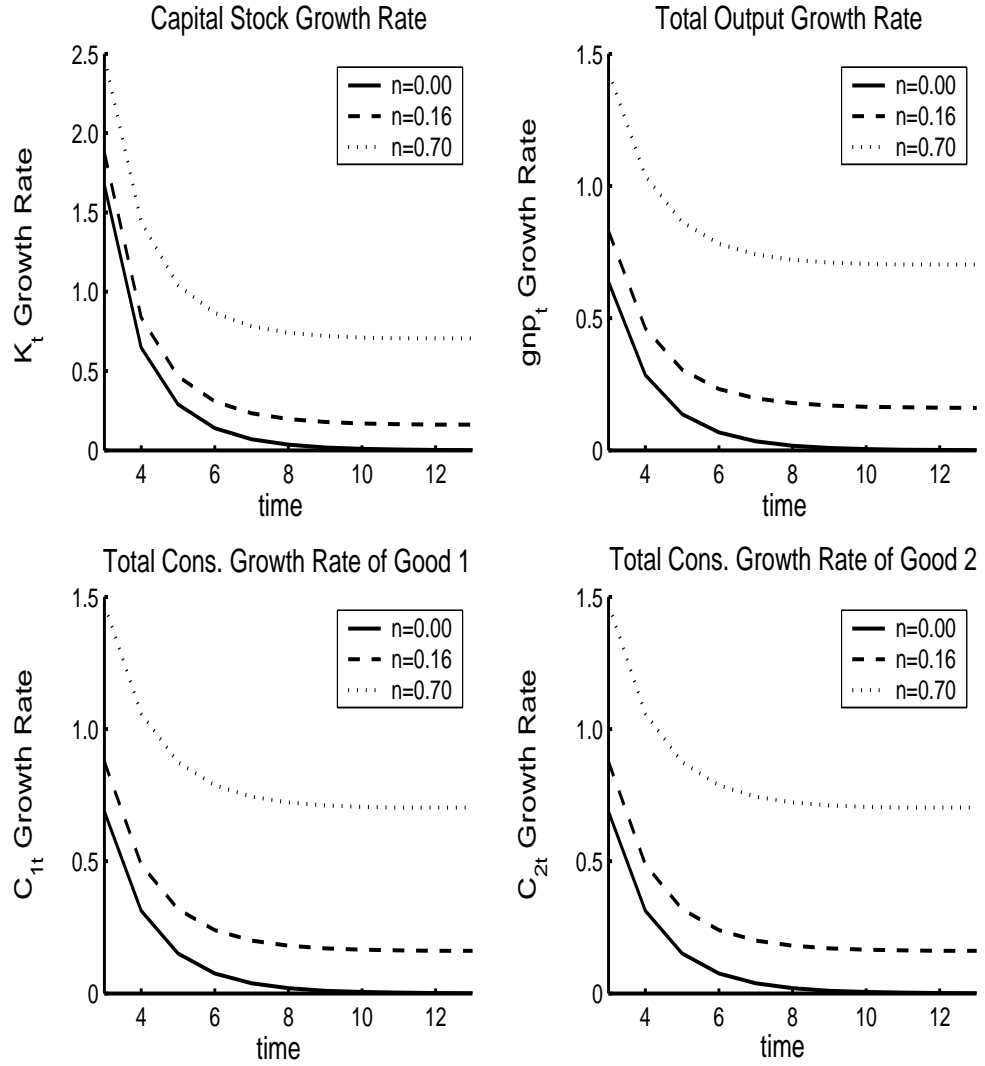 Capital Stock Growth Rate
K_t Growth Rate
2.5
2.0
1.5
1.0
0.5
0
4 6 8 10 12
time
n=0.00
n=0.16
n=0.70
Total Output Growth Rate
gnp_t Growth Rate
1.5
1.0
0.5
0
4 6 8 10 12
time
n=0.00
n=0.16
n=0.70
Total Cons. Growth Rate of Good 1
C_1t Growth Rate
1.5
1.0
0.5
0
4 6 8 10 12
time
n=0.00
n=0.16
n=0.70
Total Cons. Growth Rate of Good 2
C_2t Growth Rate
1.5
1.0
0.5
0
4 6 8 10 12
time
n=0.00
n=0.16
n=0.70